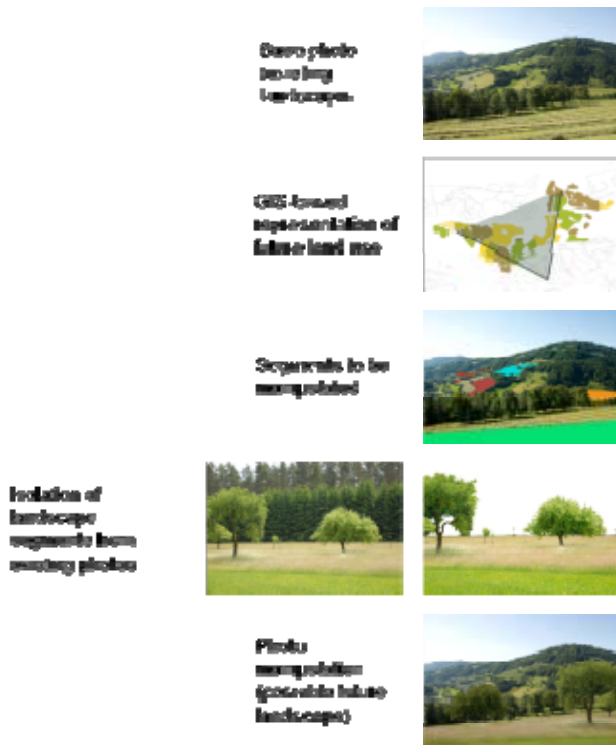 photo
landscape.
GIS-based
representation of
future land use
Segments to be
manipulated
Isolation of
landscape
segments from
existing photos
Photo
manipulation
(possible future
landscape)